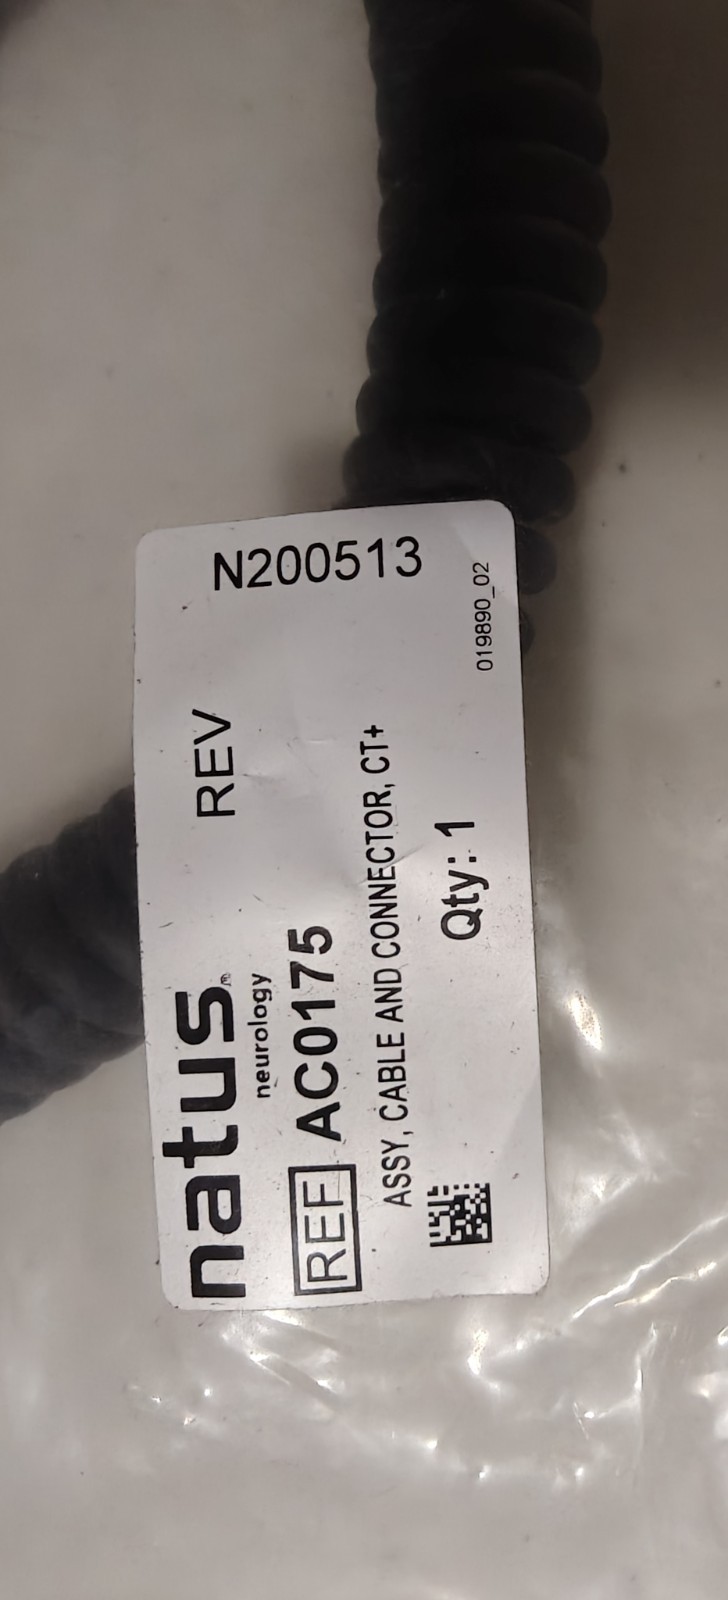 natus®
neurology
REV
REF AC0175
ASSY, CABLE AND CONNECTOR, CT+
Qty: 1
N200513
019890_02